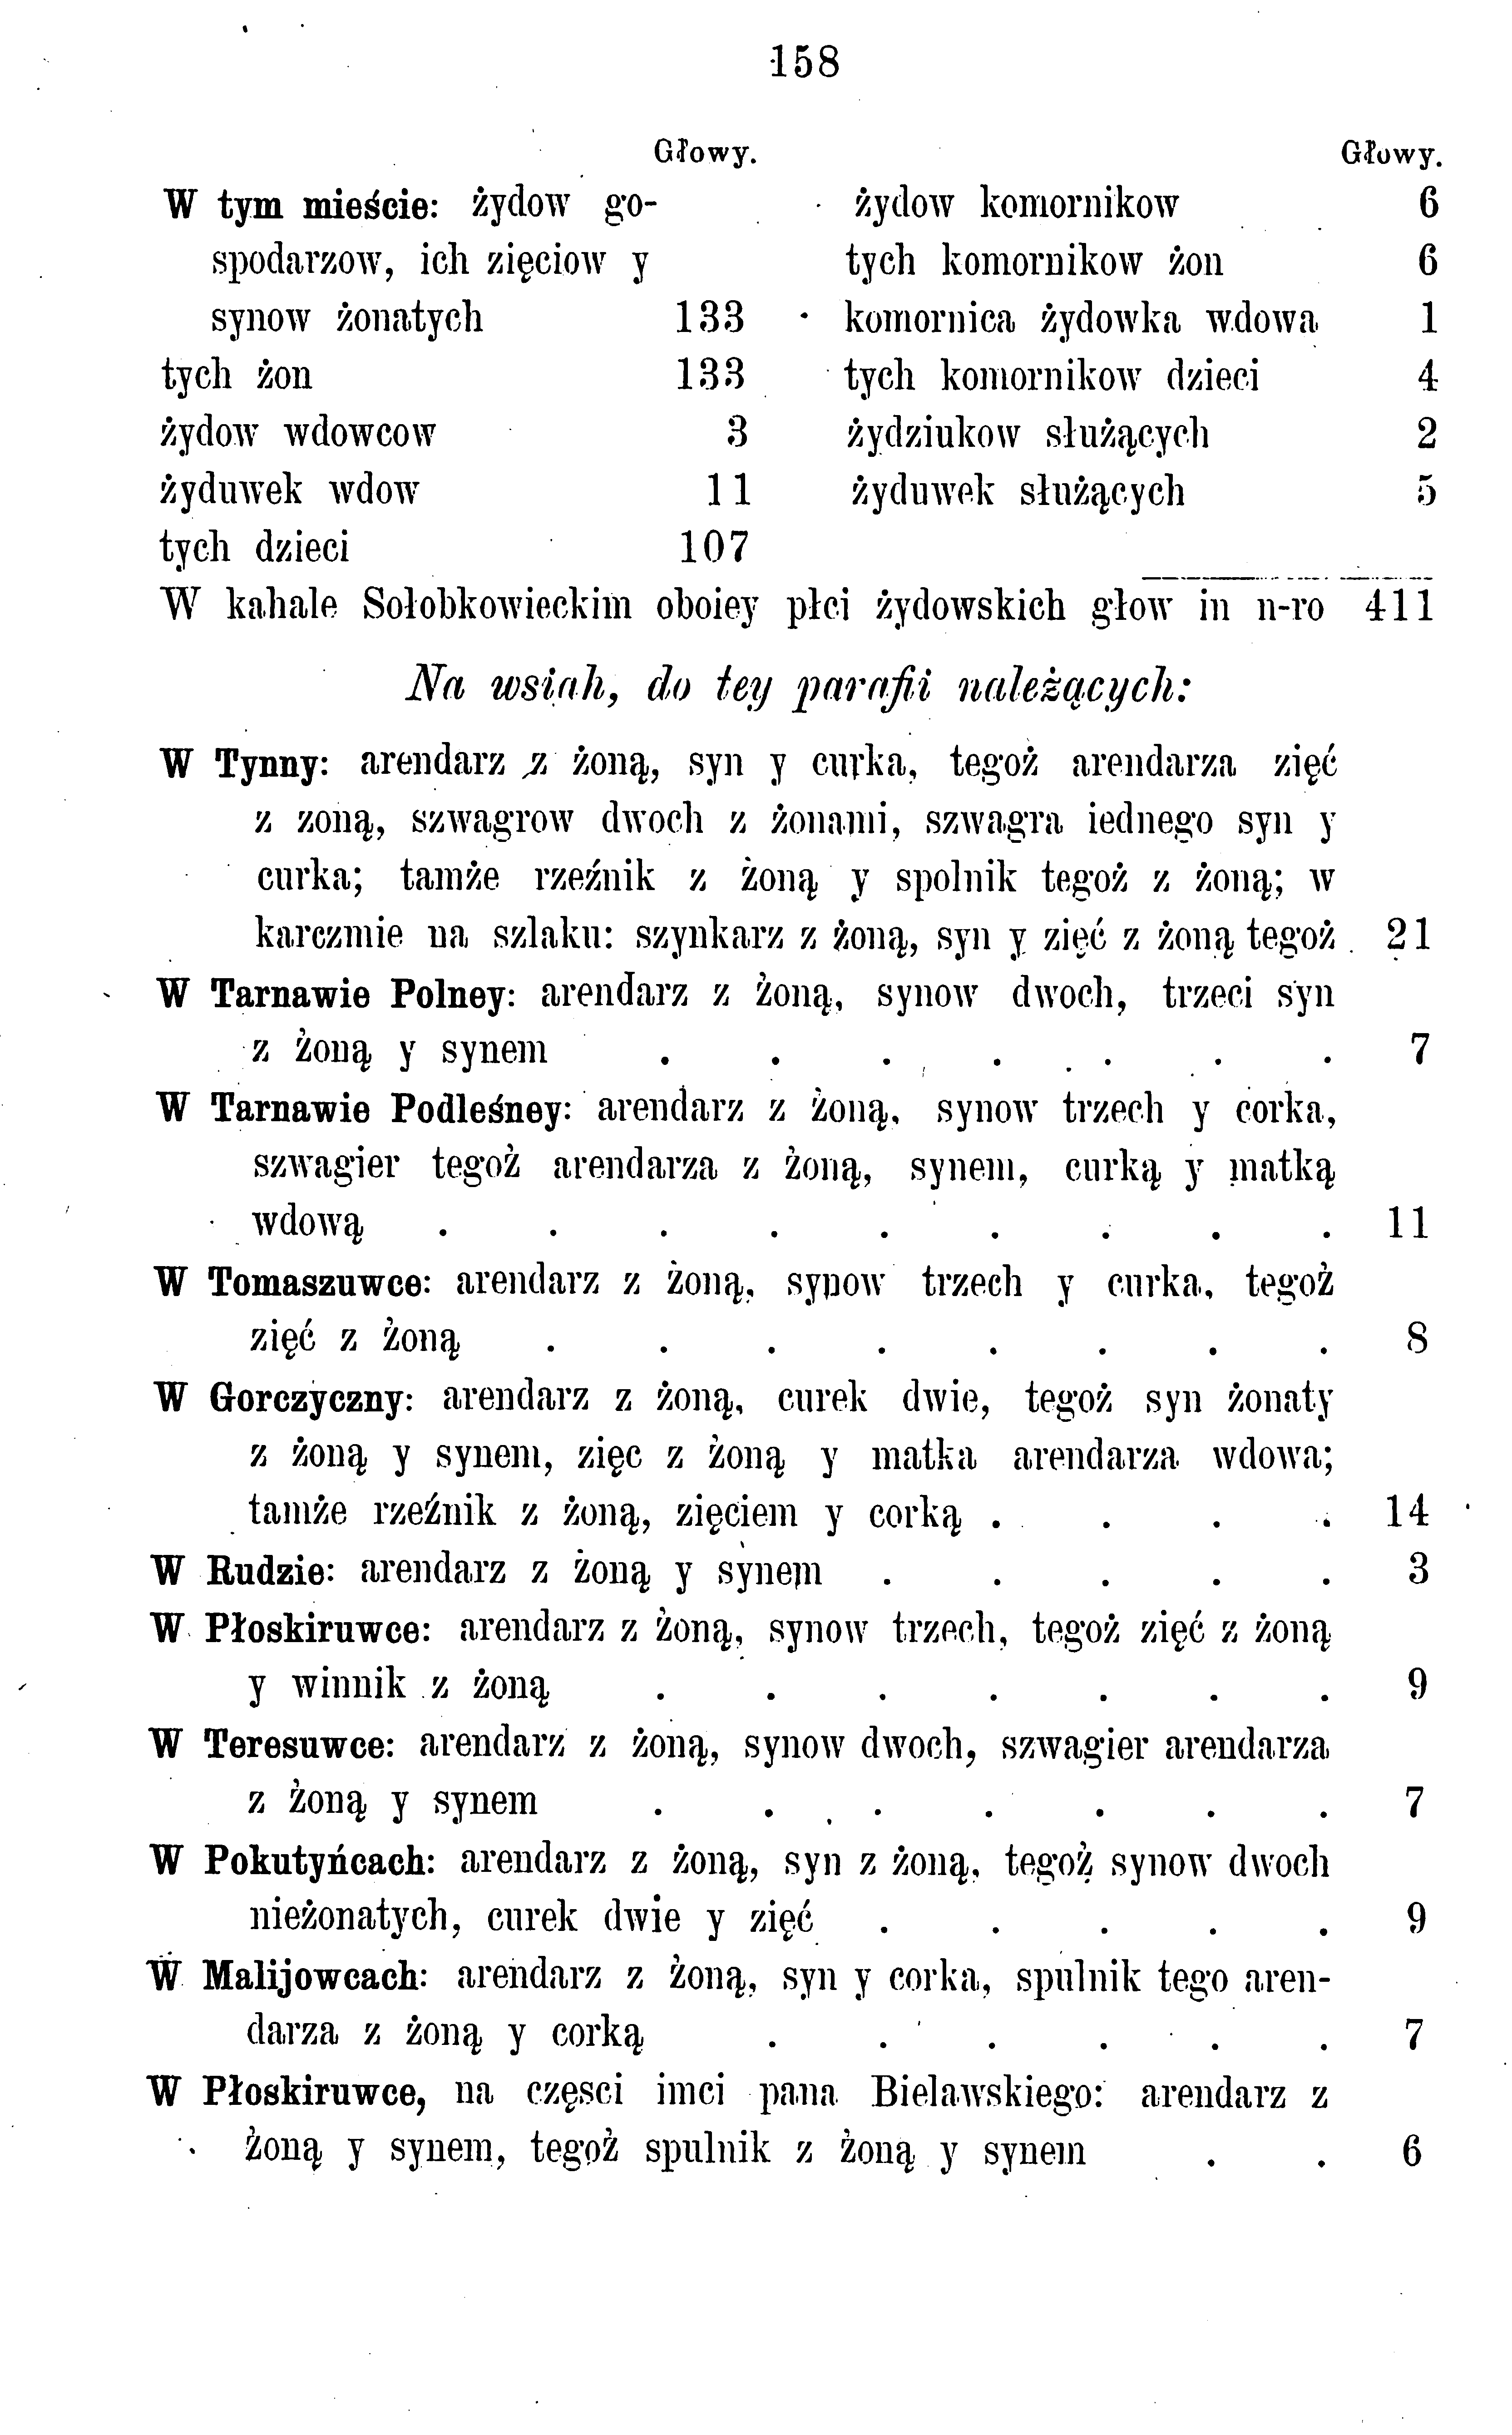 158
Głowy.
W tym mieście: żydow go-
spodarzow, ich zięciow y
synow żonatych 133
tych żon 133
żydow wdowcow 3
żyduwek wdow 11
tych dzieci 107
Głowy.
żydow komornikow 6
tych komornikow żon 6
komornica żydowka wdowa 1
tych komornikow dzieci 4
żydziukow służących 2
żyduwek służących 5
W kahale Sołobkowieckim oboiey płci żydowskich głow in n-ro 411
Na wsiah, do tey parafii należących:
W Tynny: arendarz z żoną, syn y curka, tegoż arendarza zięć
z zoną, szwagrow dwoch z żonami, szwagra iednego syn y
curka; tamże rzeźnik z żoną y spolnik tegoż z żoną; w
karczmie na szlaku: szynkarz z żoną, syn y zięć z żoną tegoż . 21
W Tarnawie Polney: arendarz z żoną, synow dwoch, trzeci syn
z żoną y synem . . . . . . . 7
W Tarnawie Podleśney: arendarz z żoną, synow trzech y corka,
szwagier tegoż arendarza z żoną, synem, curką y matką
wdową . . . . . . . . . 11
W Tomaszuwce: arendarz z żoną, synow trzech y curka, tegoż
zięć z żoną . . . . . . . . 8
W Gorczyczny: arendarz z żoną, curek dwie, tegoż syn żonaty
z żoną y synem, zięc z żoną y matka arendarza wdowa;
tamże rzeźnik z żoną, zięciem y corką . . . . 14
W Rudzie: arendarz z żoną y synem . . . . . 3
W Płoskiruwce: arendarz z żoną, synow trzech, tegoż zięć z żoną
y winnik z żoną . . . . . . . 9
W Teresuwce: arendarz z żoną, synow dwoch, szwagier arendarza
z żoną y synem . . . . . . . 7
W Pokutyńcach: arendarz z żoną, syn z żoną, tegoż synow dwoch
nieżonatych, curek dwie y zięć . . . . . 9
W Malijowcach: arendarz z żoną, syn y corka, spulnik tego aren-
darza z żoną y corką . . . . . . 7
W Płoskiruwce, na częsci imci pana Bielawskiego: arendarz z
żoną y synem, tegoż spulnik z żoną y synem . . 6